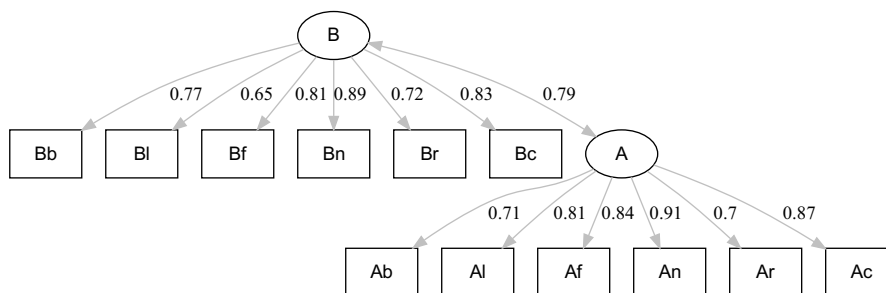 B
0.77 0.65 0.81 0.89 0.72 0.83 0.79
Bb Bl Bf Bn Br Bc A
0.71 0.81 0.84 0.91 0.7 0.87
Ab Al Af An Ar Ac